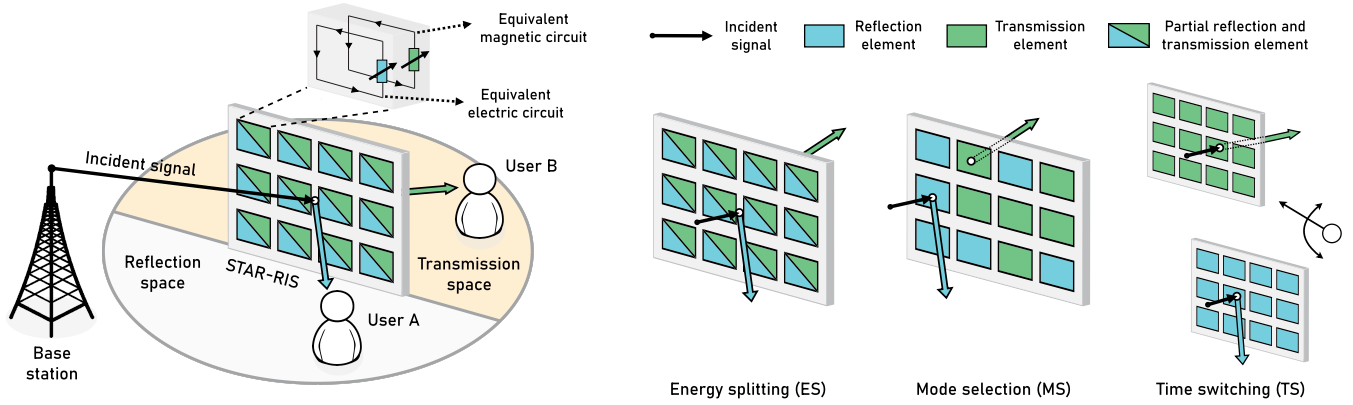 Equivalent
magnetic circuit
Equivalent
electric circuit
Incident signal
User B
Reflection
space
STAR-RIS
Transmission
space
User A
Base
station
Incident
signal
Reflection
element
Transmission
element
Partial reflection and
transmission element
Energy splitting (ES)
Mode selection (MS)
Time switching (TS)